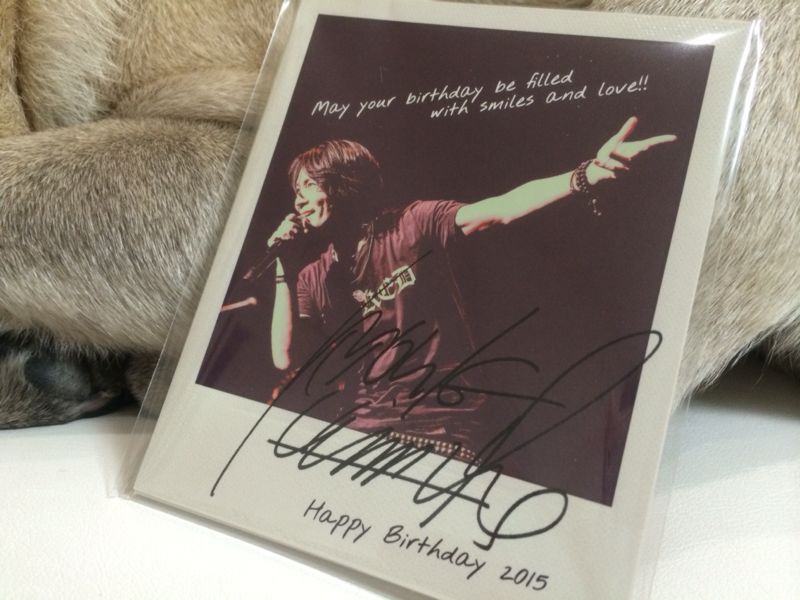 May your birthday be filled
with smiles and love!!
Happy Birthday 2015